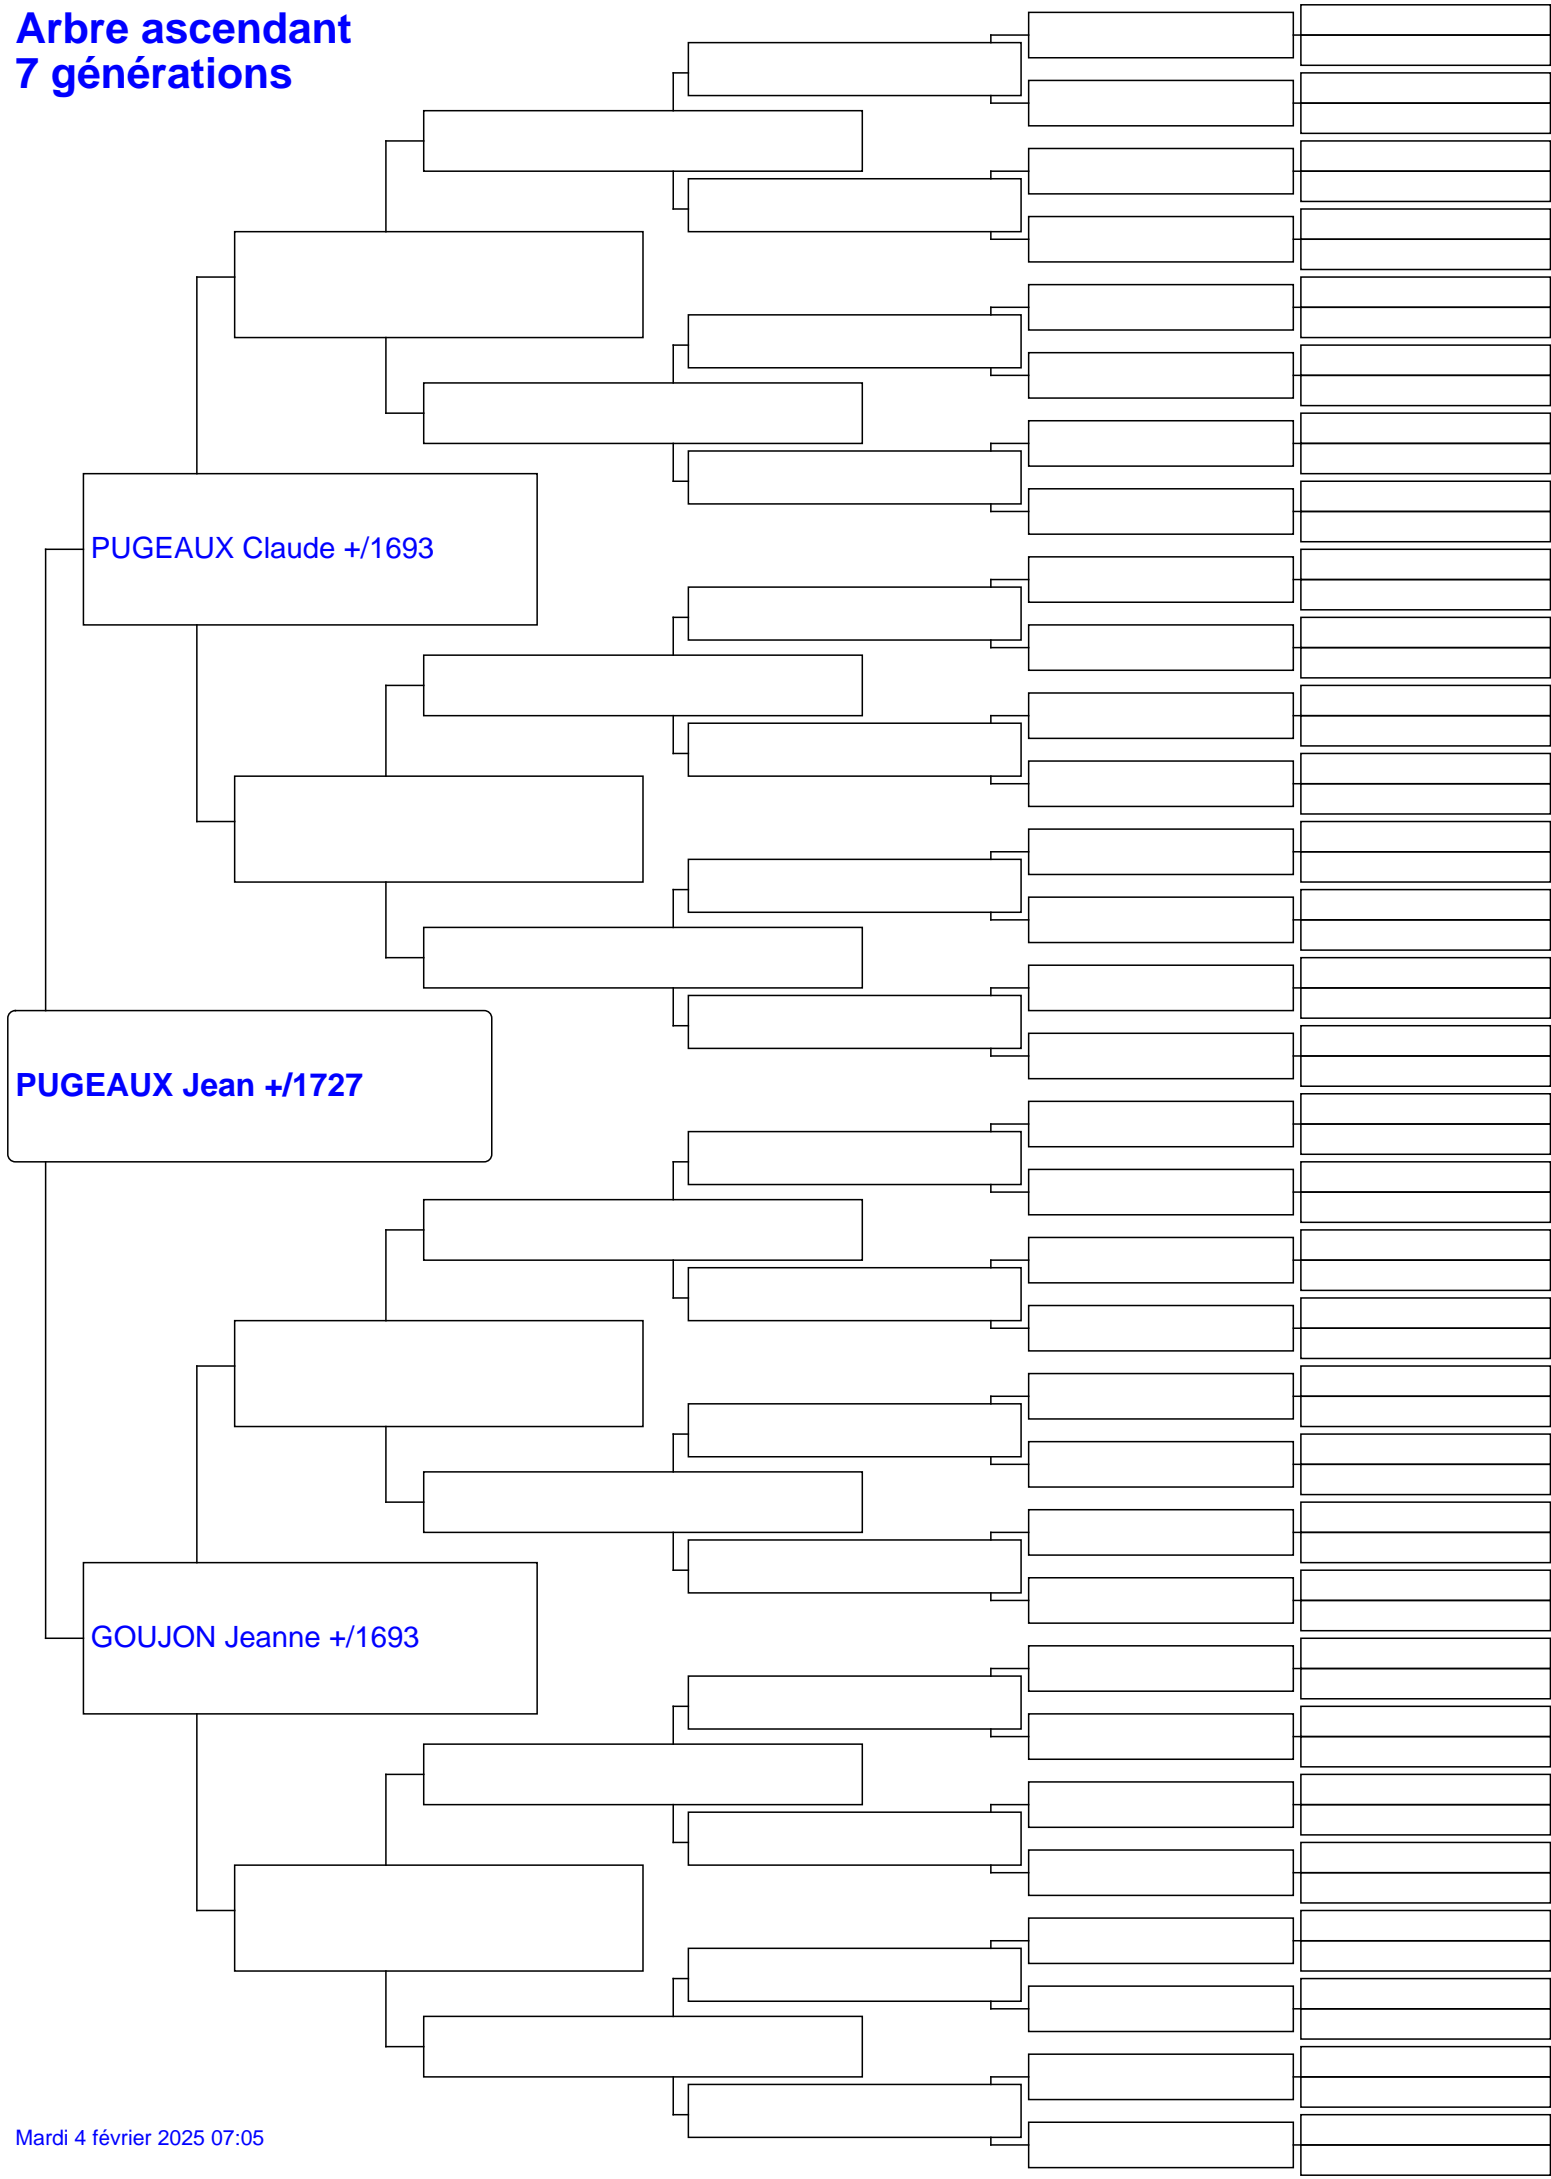 Arbre ascendant
7 générations
PUGEAUX Claude +/1693
PUGEAUX Jean +/1727
GOUJON Jeanne +/1693
Mardi 4 février 2025 07:05